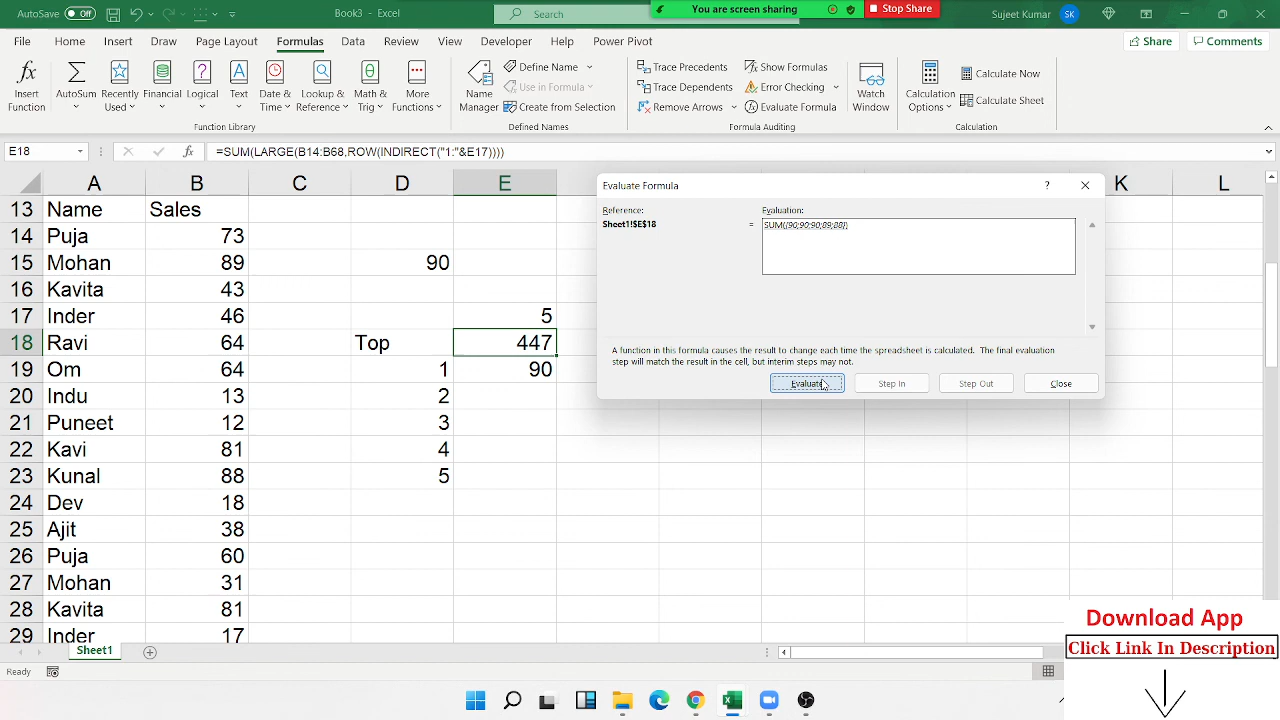 AutoSave Off Book3 - Excel Search You are screen sharing Stop Share Sujeet Kumar SK
File Home Insert Draw Page Layout Formulas Data Review View Developer Help Power Pivot Share Comments
Insert Function AutoSum Recently Used Financial Logical Text Date & Time Lookup & Reference Math & Trig More Functions
Function Library
Name Manager Define Name Use in Formula Create from Selection
Defined Names
Trace Precedents Trace Dependents Remove Arrows Show Formulas Error Checking Evaluate Formula Watch Window
Formula Auditing
Calculation Options Calculate Now Calculate Sheet
Calculation
E18 fx =SUM(LARGE(B14:B68,ROW(INDIRECT("1:"&E17))))
A B C D E K L
13 Name Sales
14 Puja 73
15 Mohan 89 90
16 Kavita 43
17 Inder 46 5
18 Ravi 64 Top 447
19 Om 64 1 90
20 Indu 13 2
21 Puneet 12 3
22 Kavi 81 4
23 Kunal 88 5
24 Dev 18
25 Ajit 38
26 Puja 60
27 Mohan 31
28 Kavita 81
29 Inder 17
Evaluate Formula ?
Reference: Evaluation:
Sheet1!$E$18 = SUM({90;90;90;89;88})
A function in this formula causes the result to change each time the spreadsheet is calculated. The final evaluation
step will match the result in the cell, but interim steps may not.
Evaluate Step In Step Out Close
Download App
Click Link In Description
Sheet1
Ready